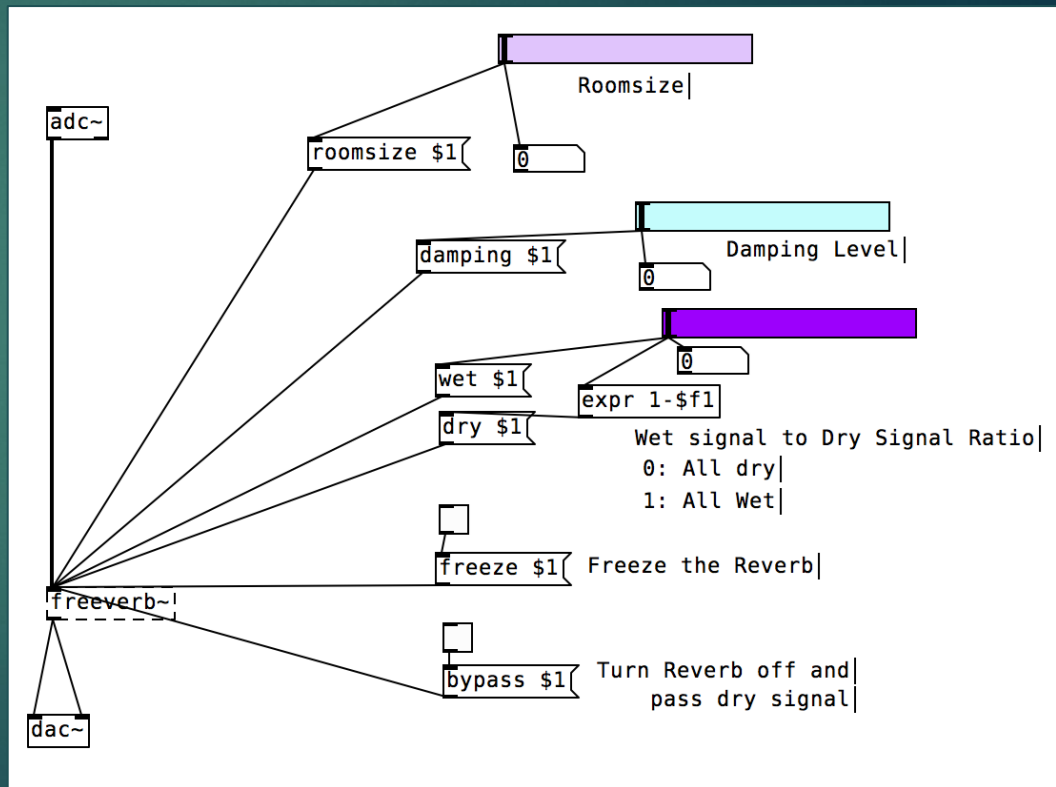 Roomsize
adc~
roomsize $1
0
damping $1
Damping Level
0
0
wet $1
expr 1-$f1
dry $1
Wet signal to Dry Signal Ratio
0: All dry
1: All Wet
freeze $1
Freeze the Reverb
freeverb~
Turn Reverb off and
bypass $1
pass dry signal
dac~